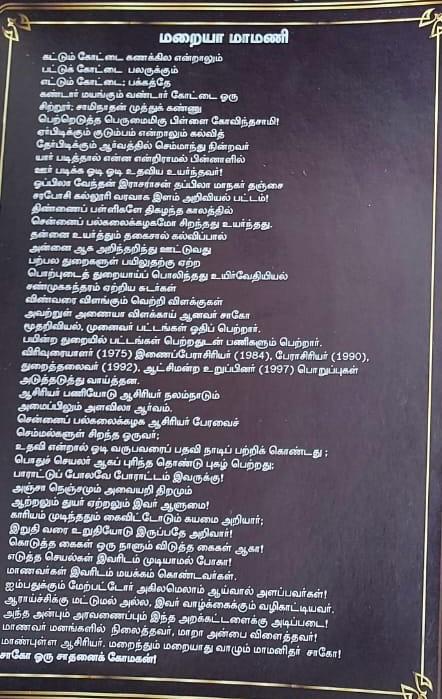 மறையா மாமணி
கட்டும் கோட்டை கணக்கில என்றாலும்
பட்டுக் கோட்டை பலருக்கும்
எட்டும் கோட்டை; பக்கத்தே
கண்டார் மயங்கும் வண்டார் கோட்டை ஒரு
சிற்றூர்; சாமிநாதன் முத்துக் கண்ணு
பெற்றெடுத்த பெருமைமிகு பிள்ளை கோவிந்தசாமி!
ஏர்பிடிக்கும் குடும்பம் என்றாலும் கல்வித்
தேர்பிடிக்கும் ஆர்வத்தில் செம்மாந்து நின்றவர்
யார் படித்தால் என்ன என்றிராமல் பின்னாளில்
ஊர் படிக்க ஓடி ஓடி உதவிய உயர்ந்தவர்!
ஒப்பிலா வேந்தன் இராசராசன் தப்பிலா மாநகர் தஞ்சை
சரபோசி கல்லூரி வரவாக இளம் அறிவியல் பட்டம்!
திண்ணைப் பள்ளிகளே திகழ்ந்த காலத்தில்
சென்னைப் பல்கலைக்கழகமோ சிறந்தது உயர்ந்தது.
தன்னை உயர்த்தும் தகைசால் கல்விப்பால்
அன்னை ஆக அறிந்தறிந்து ஊட்டுவது
பற்பல துறைகளுள் பயிலுதற்கு ஏற்ற
பொற்புடைத் துறையாய்ப் பொலிந்தது உயிர்வேதியியல்
சண்முகசுந்தரம் ஏற்றிய சுடர்கள்
விண்வரை விளங்கும் வெற்றி விளக்குகள்
அவற்றுள் அணையா விளக்காய் ஆனவர் சாகோ
மூதறிவியல், முனைவர் பட்டங்கள் ஓதிப் பெற்றார்.
பயின்ற துறையில் பட்டங்கள் பெற்றதுடன் பணிகளும் பெற்றார்.
விரிவுரையாளர் (1975) இணைப்பேராசிரியர் (1984), பேராசிரியர் (1990),
துறைத்தலைவர் (1992), ஆட்சிமன்ற உறுப்பினர் (1997) பொறுப்புகள்
அடுத்தடுத்து வாய்த்தன.
ஆசிரியர் பணியோடு ஆசிரியர் நலம்நாடும்
அமைப்பிலும் அளவிலா ஆர்வம்.
சென்னைப் பல்கலைக்கழக ஆசிரியர் பேரவைச்
செம்மல்களுள் சிறந்த ஒருவர்;
உதவி என்றால் ஓடி வருபவரைப் பதவி நாடிப் பற்றிக் கொண்டது ;
பொதுச் செயலர் ஆகப் புரிந்த தொண்டு புகழ் பெற்றது;
பாராட்டுப் போலவே போராட்டம் இவருக்கு!
அஞ்சா நெஞ்சமும் அவையறி திறமும்
ஆற்றலும் துயர் ஏற்றலும் இவர் ஆளுமை!
காரியம் முடிந்ததும் கைவிட்டோடும் கயமை அறியார்;
இறுதி வரை உறுதியோடு இருப்பதே அறிவார்!
கொடுத்த கைகள் ஒரு நாளும் விடுத்த கைகள் ஆகா!
எடுத்த செயல்கள் இவரிடம் முடியாமல் போகா!
மாணவர்கள் இவரிடம் மயக்கம் கொண்டவர்கள்.
ஐம்பதுக்கும் மேற்பட்டோர் அகிலமெலாம் ஆய்வால் அளப்பவர்கள்!
ஆராய்ச்சிக்கு மட்டுமல் அல்ல, இவர் வாழ்க்கைக்கும் வழிகாட்டியவர்.
அந்த அன்பும் அரவணைப்பும் இந்த அறக்கட்டளைக்கு அடிப்படை!
மாணவர் மனங்களில் நிலைத்தவர், மாறா அன்பை விளைத்தவர்!
மாண்புள்ள ஆசிரியர், மறைந்தும் மறையாது வாழும் மாமனிதர் சாகோ!
சாகோ ஒரு சாதனைக் கோமகன்!